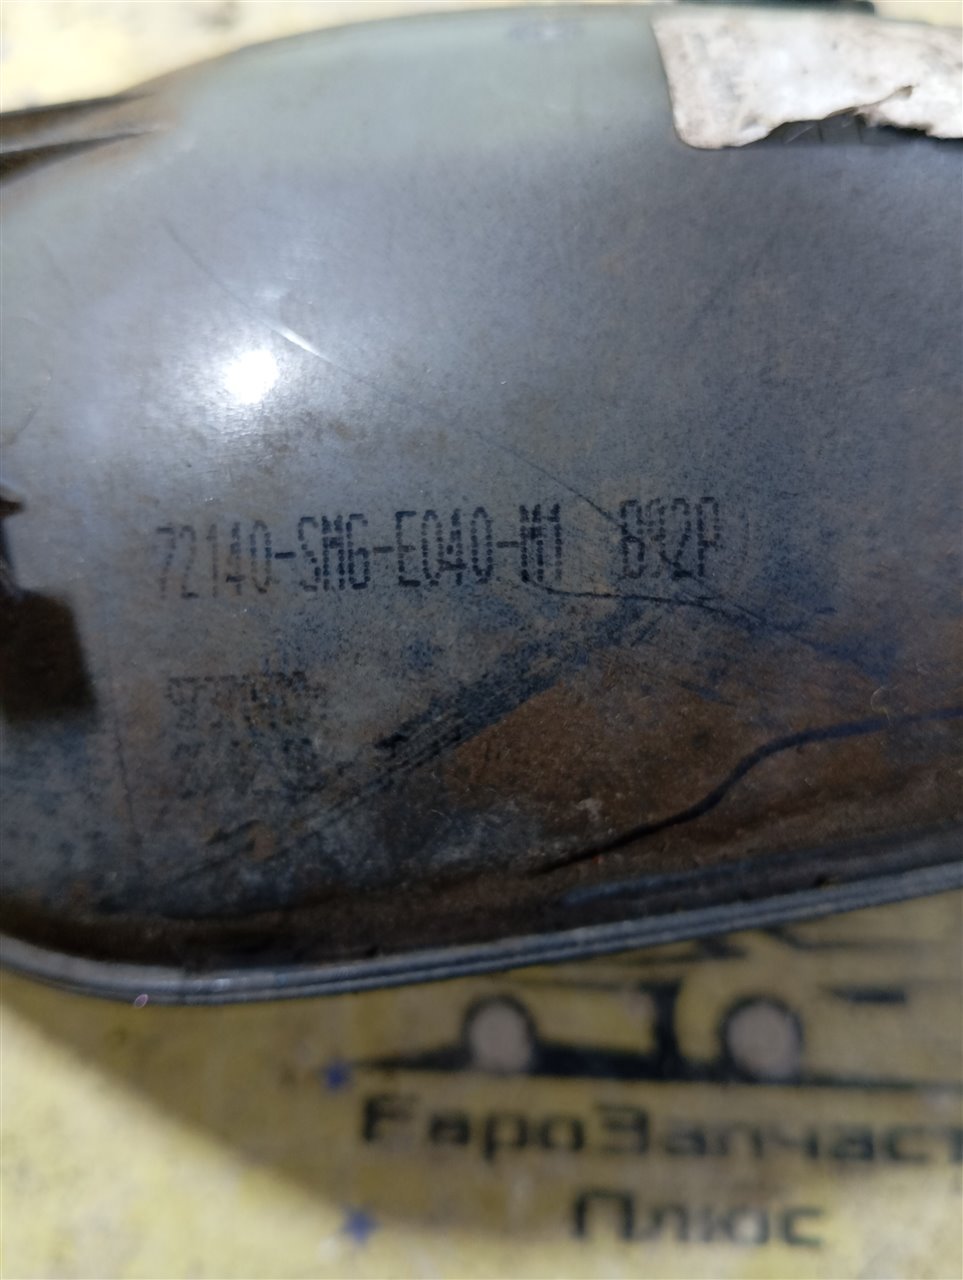 72140-SMG-E040-M1 B92P
ЕвроЗапчаст
Плюс